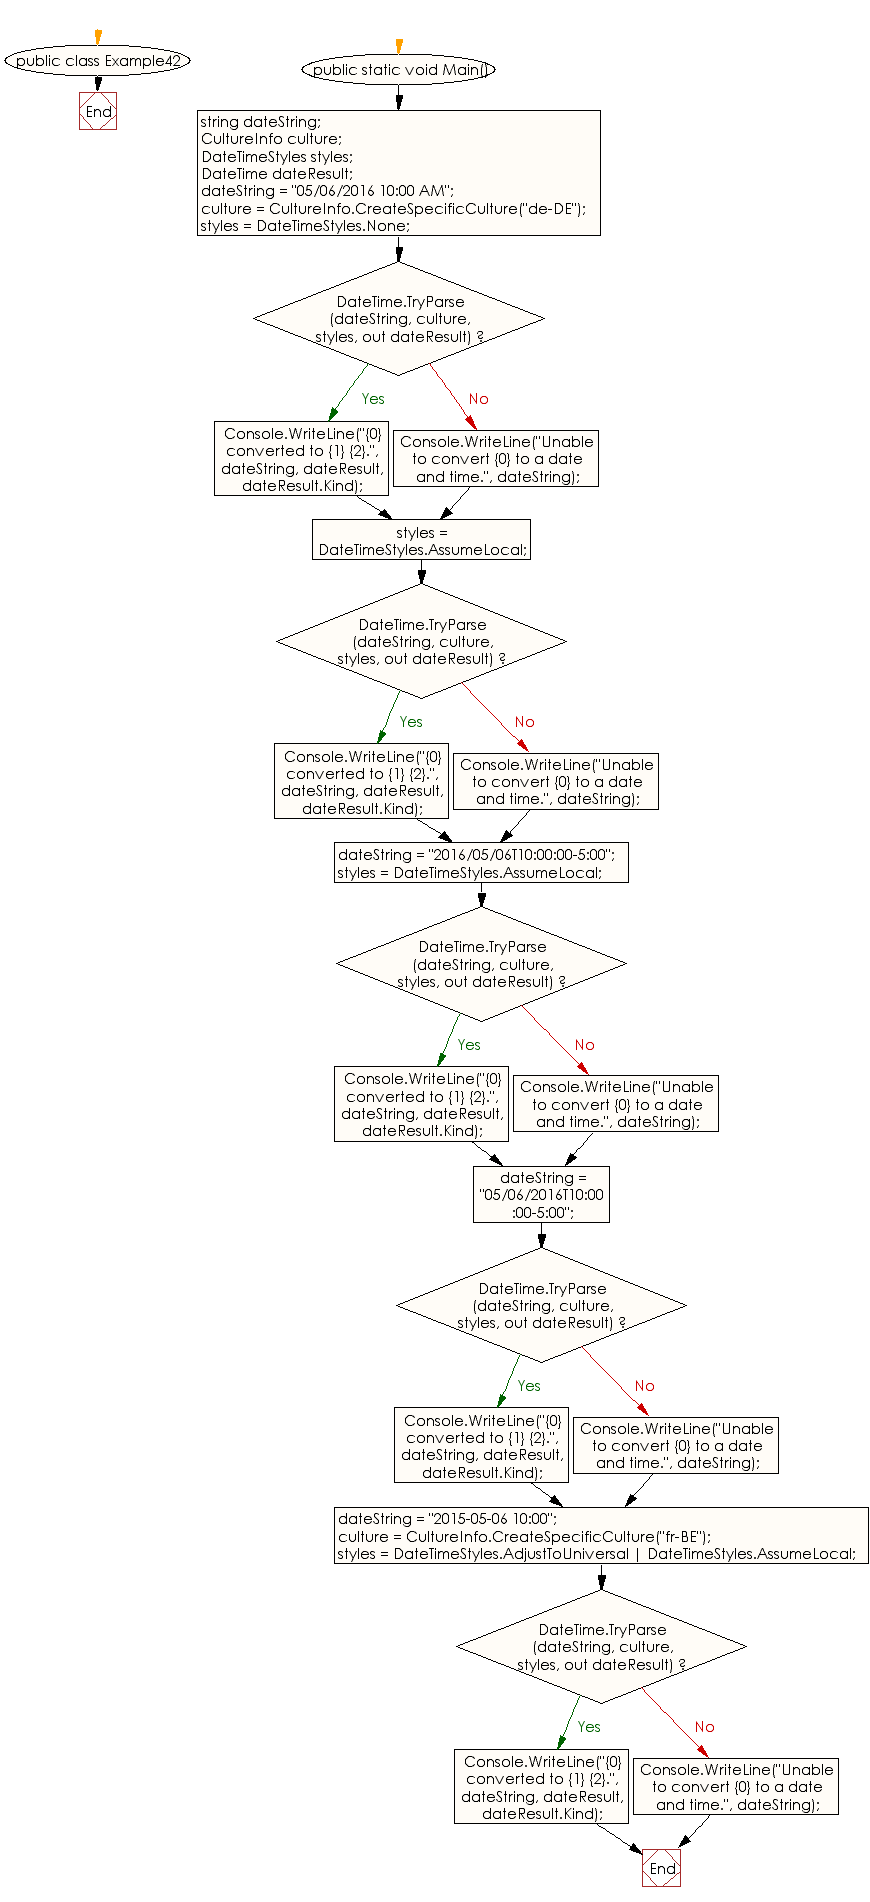 public class Example42
End
public static void Main()
string dateString;
CultureInfo culture;
DateTimeStyles styles;
DateTime dateResult;
dateString = "05/06/2016 10:00 AM";
culture = CultureInfo.CreateSpecificCulture("de-DE");
styles = DateTimeStyles.None;
DateTime.TryParse
(dateString, culture,
styles, out dateResult) ?
Yes
No
Console.WriteLine("{0}
converted to {1} {2}.",
dateString, dateResult,
dateResult.Kind);
Console.WriteLine("Unable
to convert {0} to a date
and time.", dateString);
styles =
DateTimeStyles.AssumeLocal;
DateTime.TryParse
(dateString, culture,
styles, out dateResult) ?
Yes
No
Console.WriteLine("{0}
converted to {1} {2}.",
dateString, dateResult,
dateResult.Kind);
Console.WriteLine("Unable
to convert {0} to a date
and time.", dateString);
dateString = "2016/05/06T10:00:00-5:00";
styles = DateTimeStyles.AssumeLocal;
DateTime.TryParse
(dateString, culture,
styles, out dateResult) ?
Yes
No
Console.WriteLine("{0}
converted to {1} {2}.",
dateString, dateResult,
dateResult.Kind);
Console.WriteLine("Unable
to convert {0} to a date
and time.", dateString);
dateString =
"05/06/2016T10:00
:00-5:00";
DateTime.TryParse
(dateString, culture,
styles, out dateResult) ?
Yes
No
Console.WriteLine("{0}
converted to {1} {2}.",
dateString, dateResult,
dateResult.Kind);
Console.WriteLine("Unable
to convert {0} to a date
and time.", dateString);
dateString = "2015-05-06 10:00";
culture = CultureInfo.CreateSpecificCulture("fr-BE");
styles = DateTimeStyles.AdjustToUniversal | DateTimeStyles.AssumeLocal;
DateTime.TryParse
(dateString, culture,
styles, out dateResult) ?
Yes
No
Console.WriteLine("{0}
converted to {1} {2}.",
dateString, dateResult,
dateResult.Kind);
Console.WriteLine("Unable
to convert {0} to a date
and time.", dateString);
End